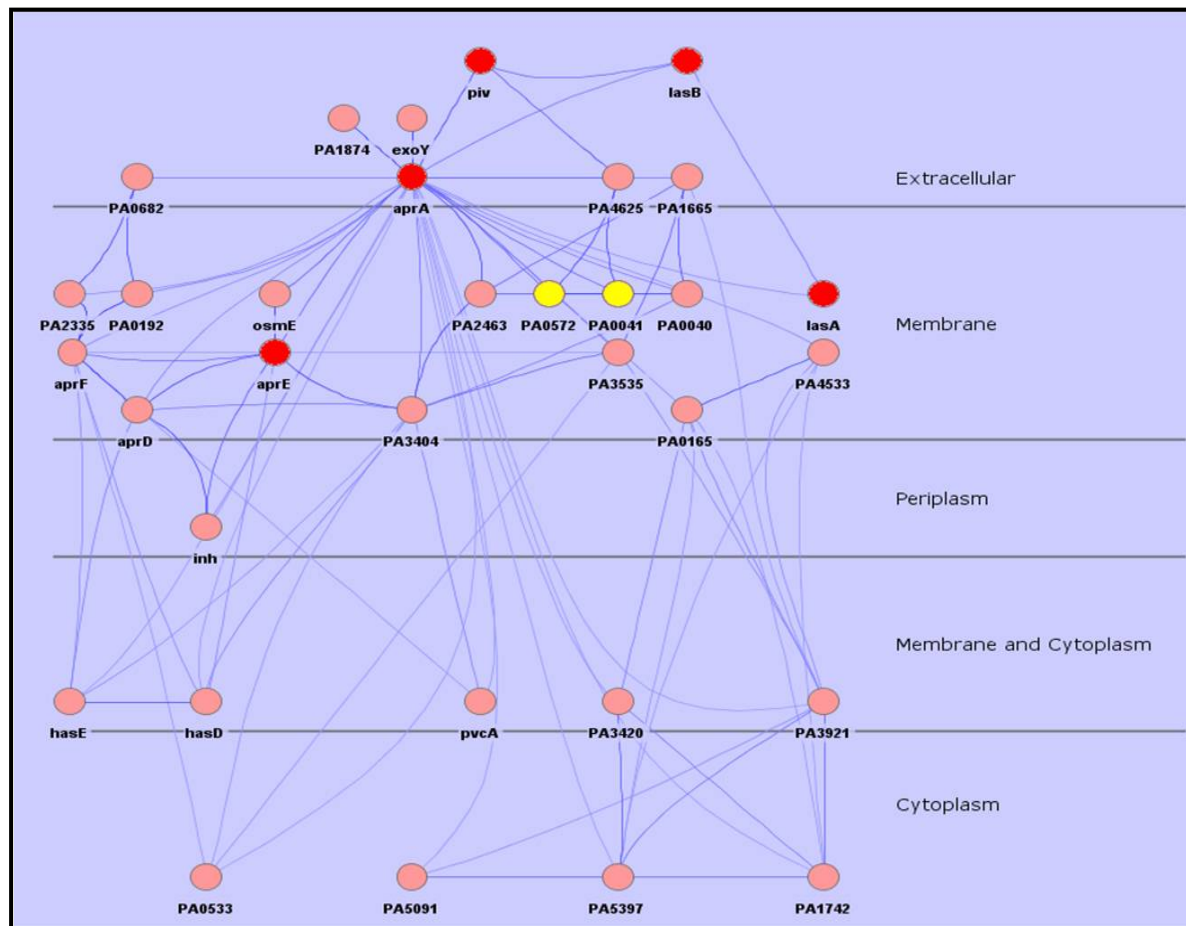 piv lasB
PA1874 exoY
Extracellular
PA0682 aprA PA4625 PA1665
PA2335 PA0192 osmE PA2463 PA0572 PA0041 PA0040 lasA
Membrane
aprF aprE PA3535 PA4533
aprD PA3404 PA0165
Periplasm
inh
Membrane and Cytoplasm
hasE hasD pvcA PA3420 PA3921
Cytoplasm
PA0533 PA5091 PA5397 PA1742